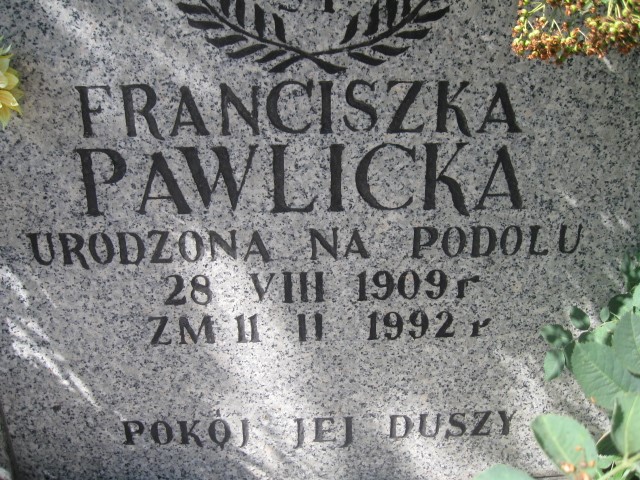 FRANCISZKA
PAWLICKA
URODZONA NA PODOLU
28 VIII 1909 r
ZM 11 II 1992 r
POKÓJ JEJ DUSZY